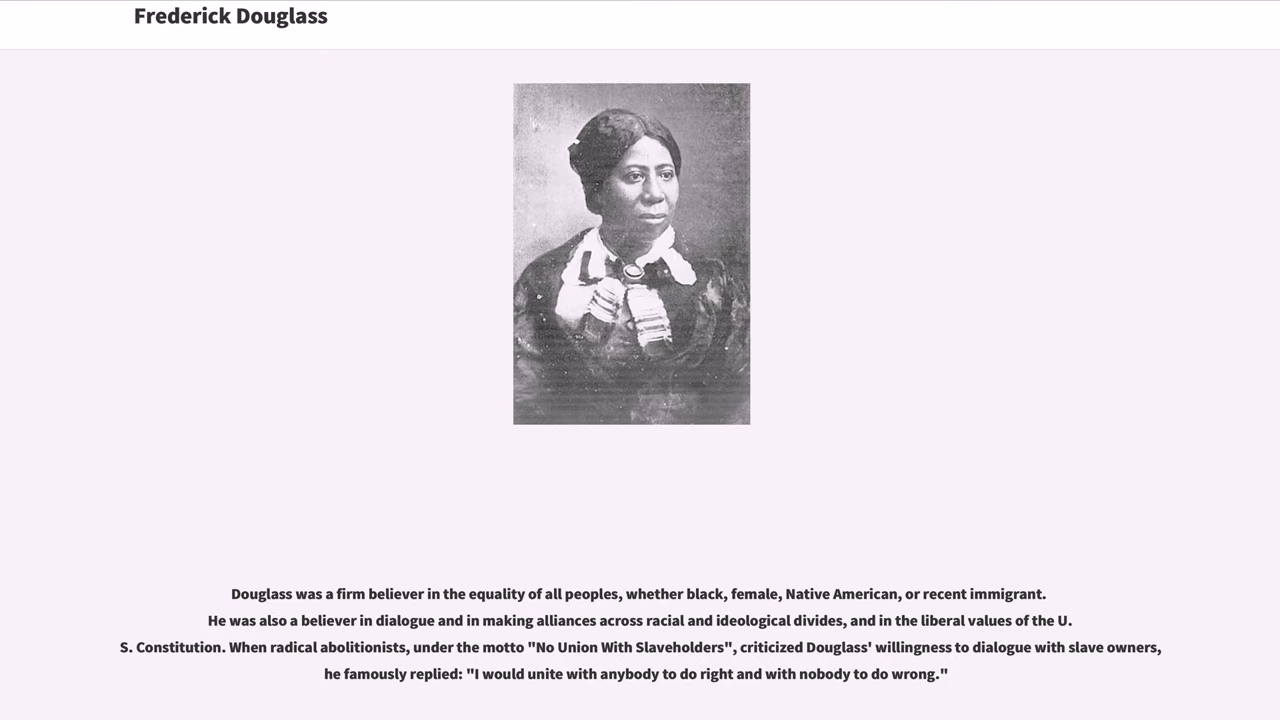 Frederick Douglass
Douglass was a firm believer in the equality of all peoples, whether black, female, Native American, or recent immigrant.
He was also a believer in dialogue and in making alliances across racial and ideological divides, and in the liberal values of the U.
S. Constitution. When radical abolitionists, under the motto "No Union With Slaveholders", criticized Douglass' willingness to dialogue with slave owners,
he famously replied: "I would unite with anybody to do right and with nobody to do wrong."